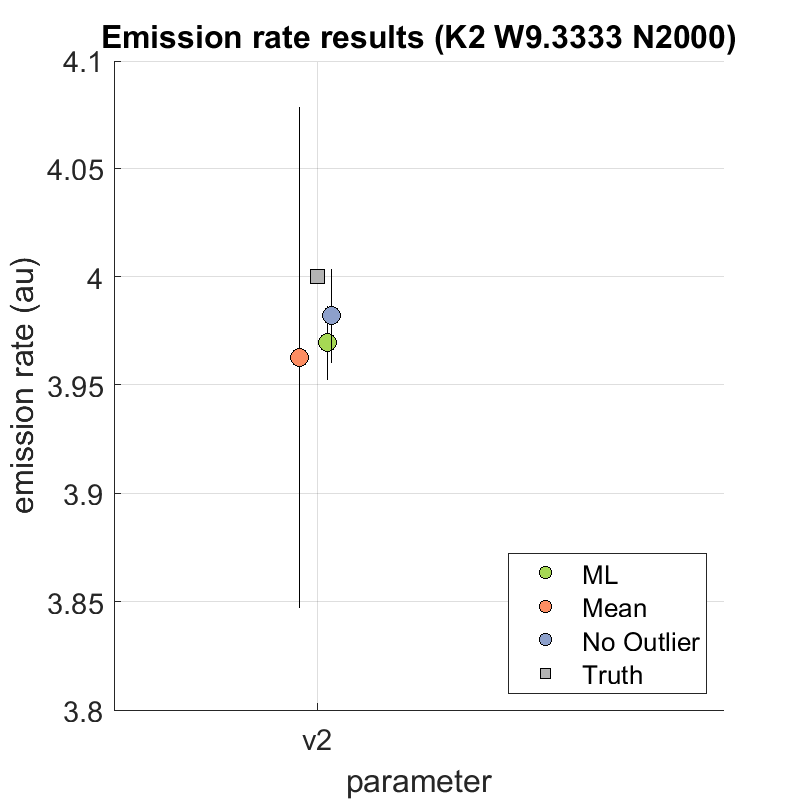 Emission rate results (K2 W9.3333 N2000)
4.1
4.05
4
3.95
3.9
3.85
3.8
emission rate (au)
ML
Mean
No Outlier
Truth
v2
parameter